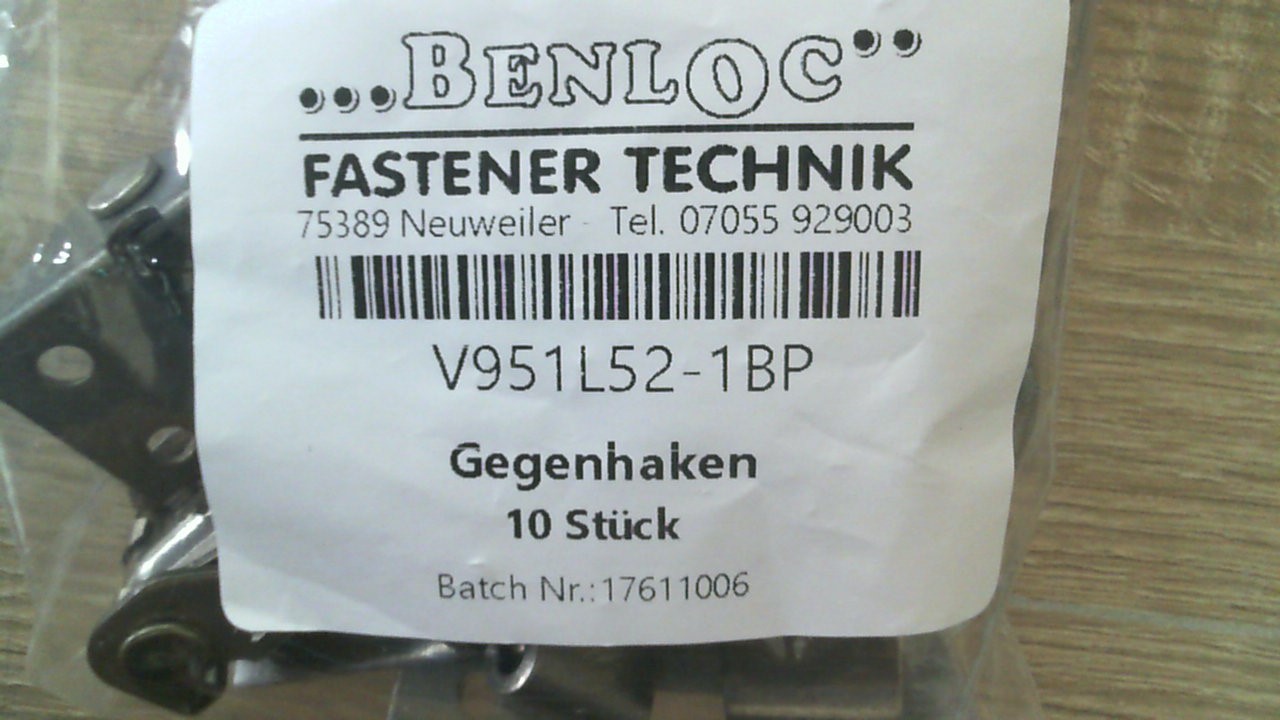 ...BENLOC..
FASTENER TECHNIK
75389 Neuweiler - Tel. 07055 929003
V951L52-1BP
Gegenhaken
10 Stück
Batch Nr.:17611006